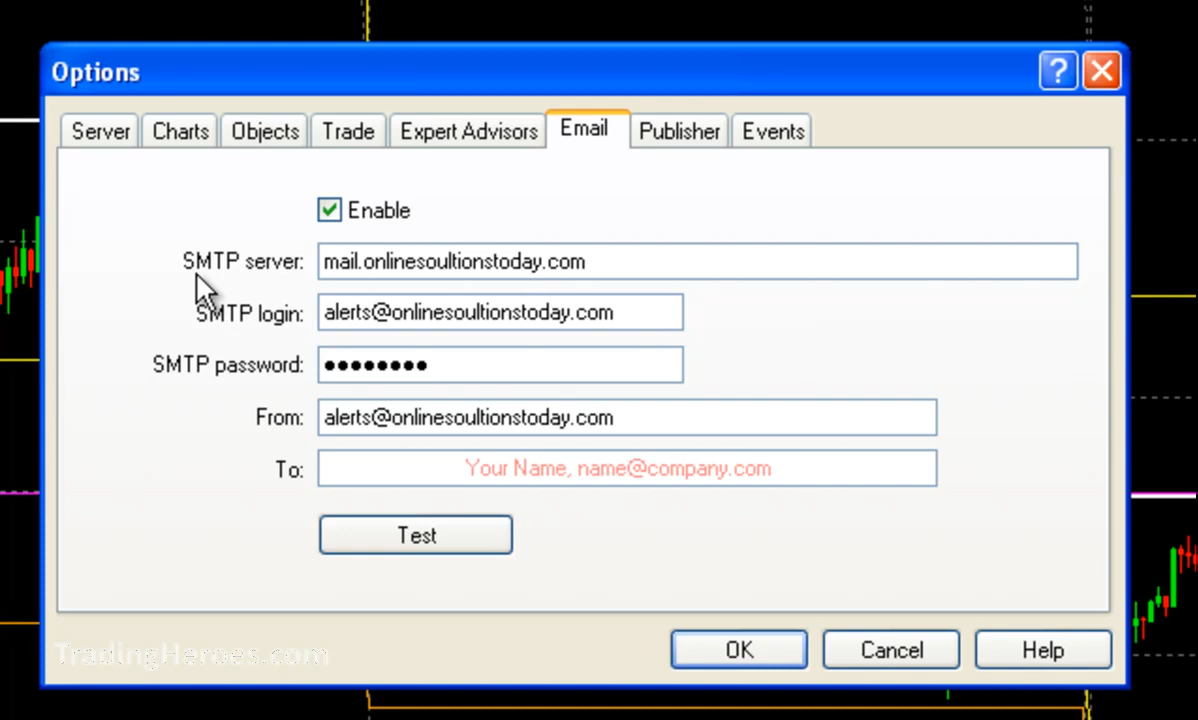 Options
?
Server Charts Objects Trade Expert Advisors Email Publisher Events
Enable
SMTP server: mail.onlinesoultionstoday.com
SMTP login: alerts@onlinesoultionstoday.com
SMTP password: ●●●●●●●●
From: alerts@onlinesoultionstoday.com
To: Your Name, name@company.com
Test
TradingHeroes.com
OK Cancel Help